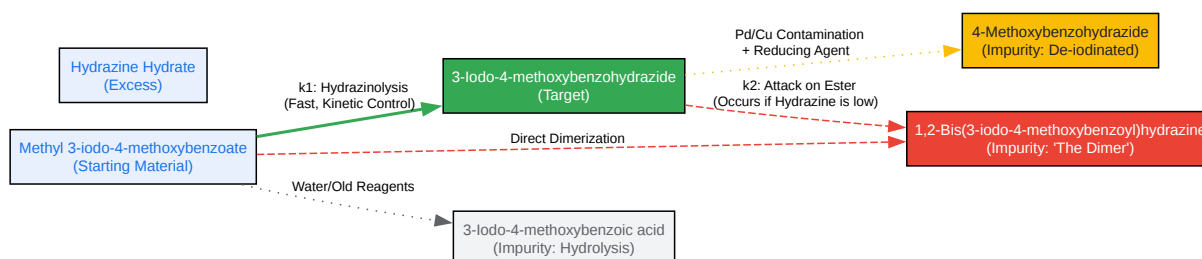 Pd/Cu Contamination
+ Reducing Agent
4-Methoxybenzohydrazide
(Impurity: De-iodinated)
Hydrazine Hydrate
(Excess)
k1: Hydrazinolysis
(Fast, Kinetic Control)
3-Iodo-4-methoxybenzohydrazide
(Target)
k2: Attack on Ester
(Occurs if Hydrazine is low)
1,2-Bis(3-iodo-4-methoxybenzoyl)hydrazine
(Impurity: 'The Dimer')
Methyl 3-iodo-4-methoxybenzoate
(Starting Material)
Direct Dimerization
Water/Old Reagents
3-Iodo-4-methoxybenzoic acid
(Impurity: Hydrolysis)